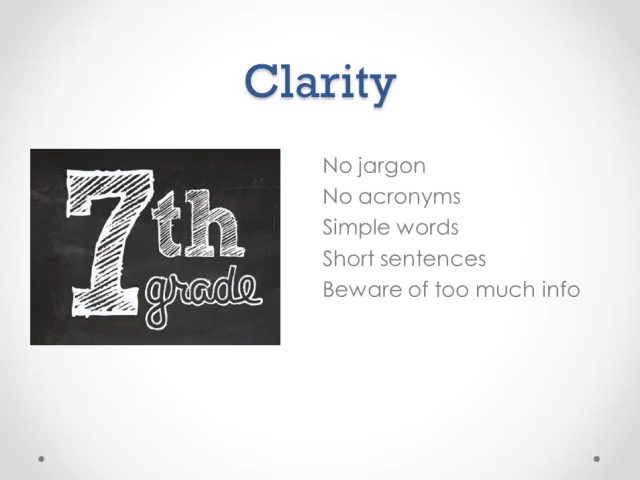 Clarity
7th
grade
No jargon
No acronyms
Simple words
Short sentences
Beware of too much info